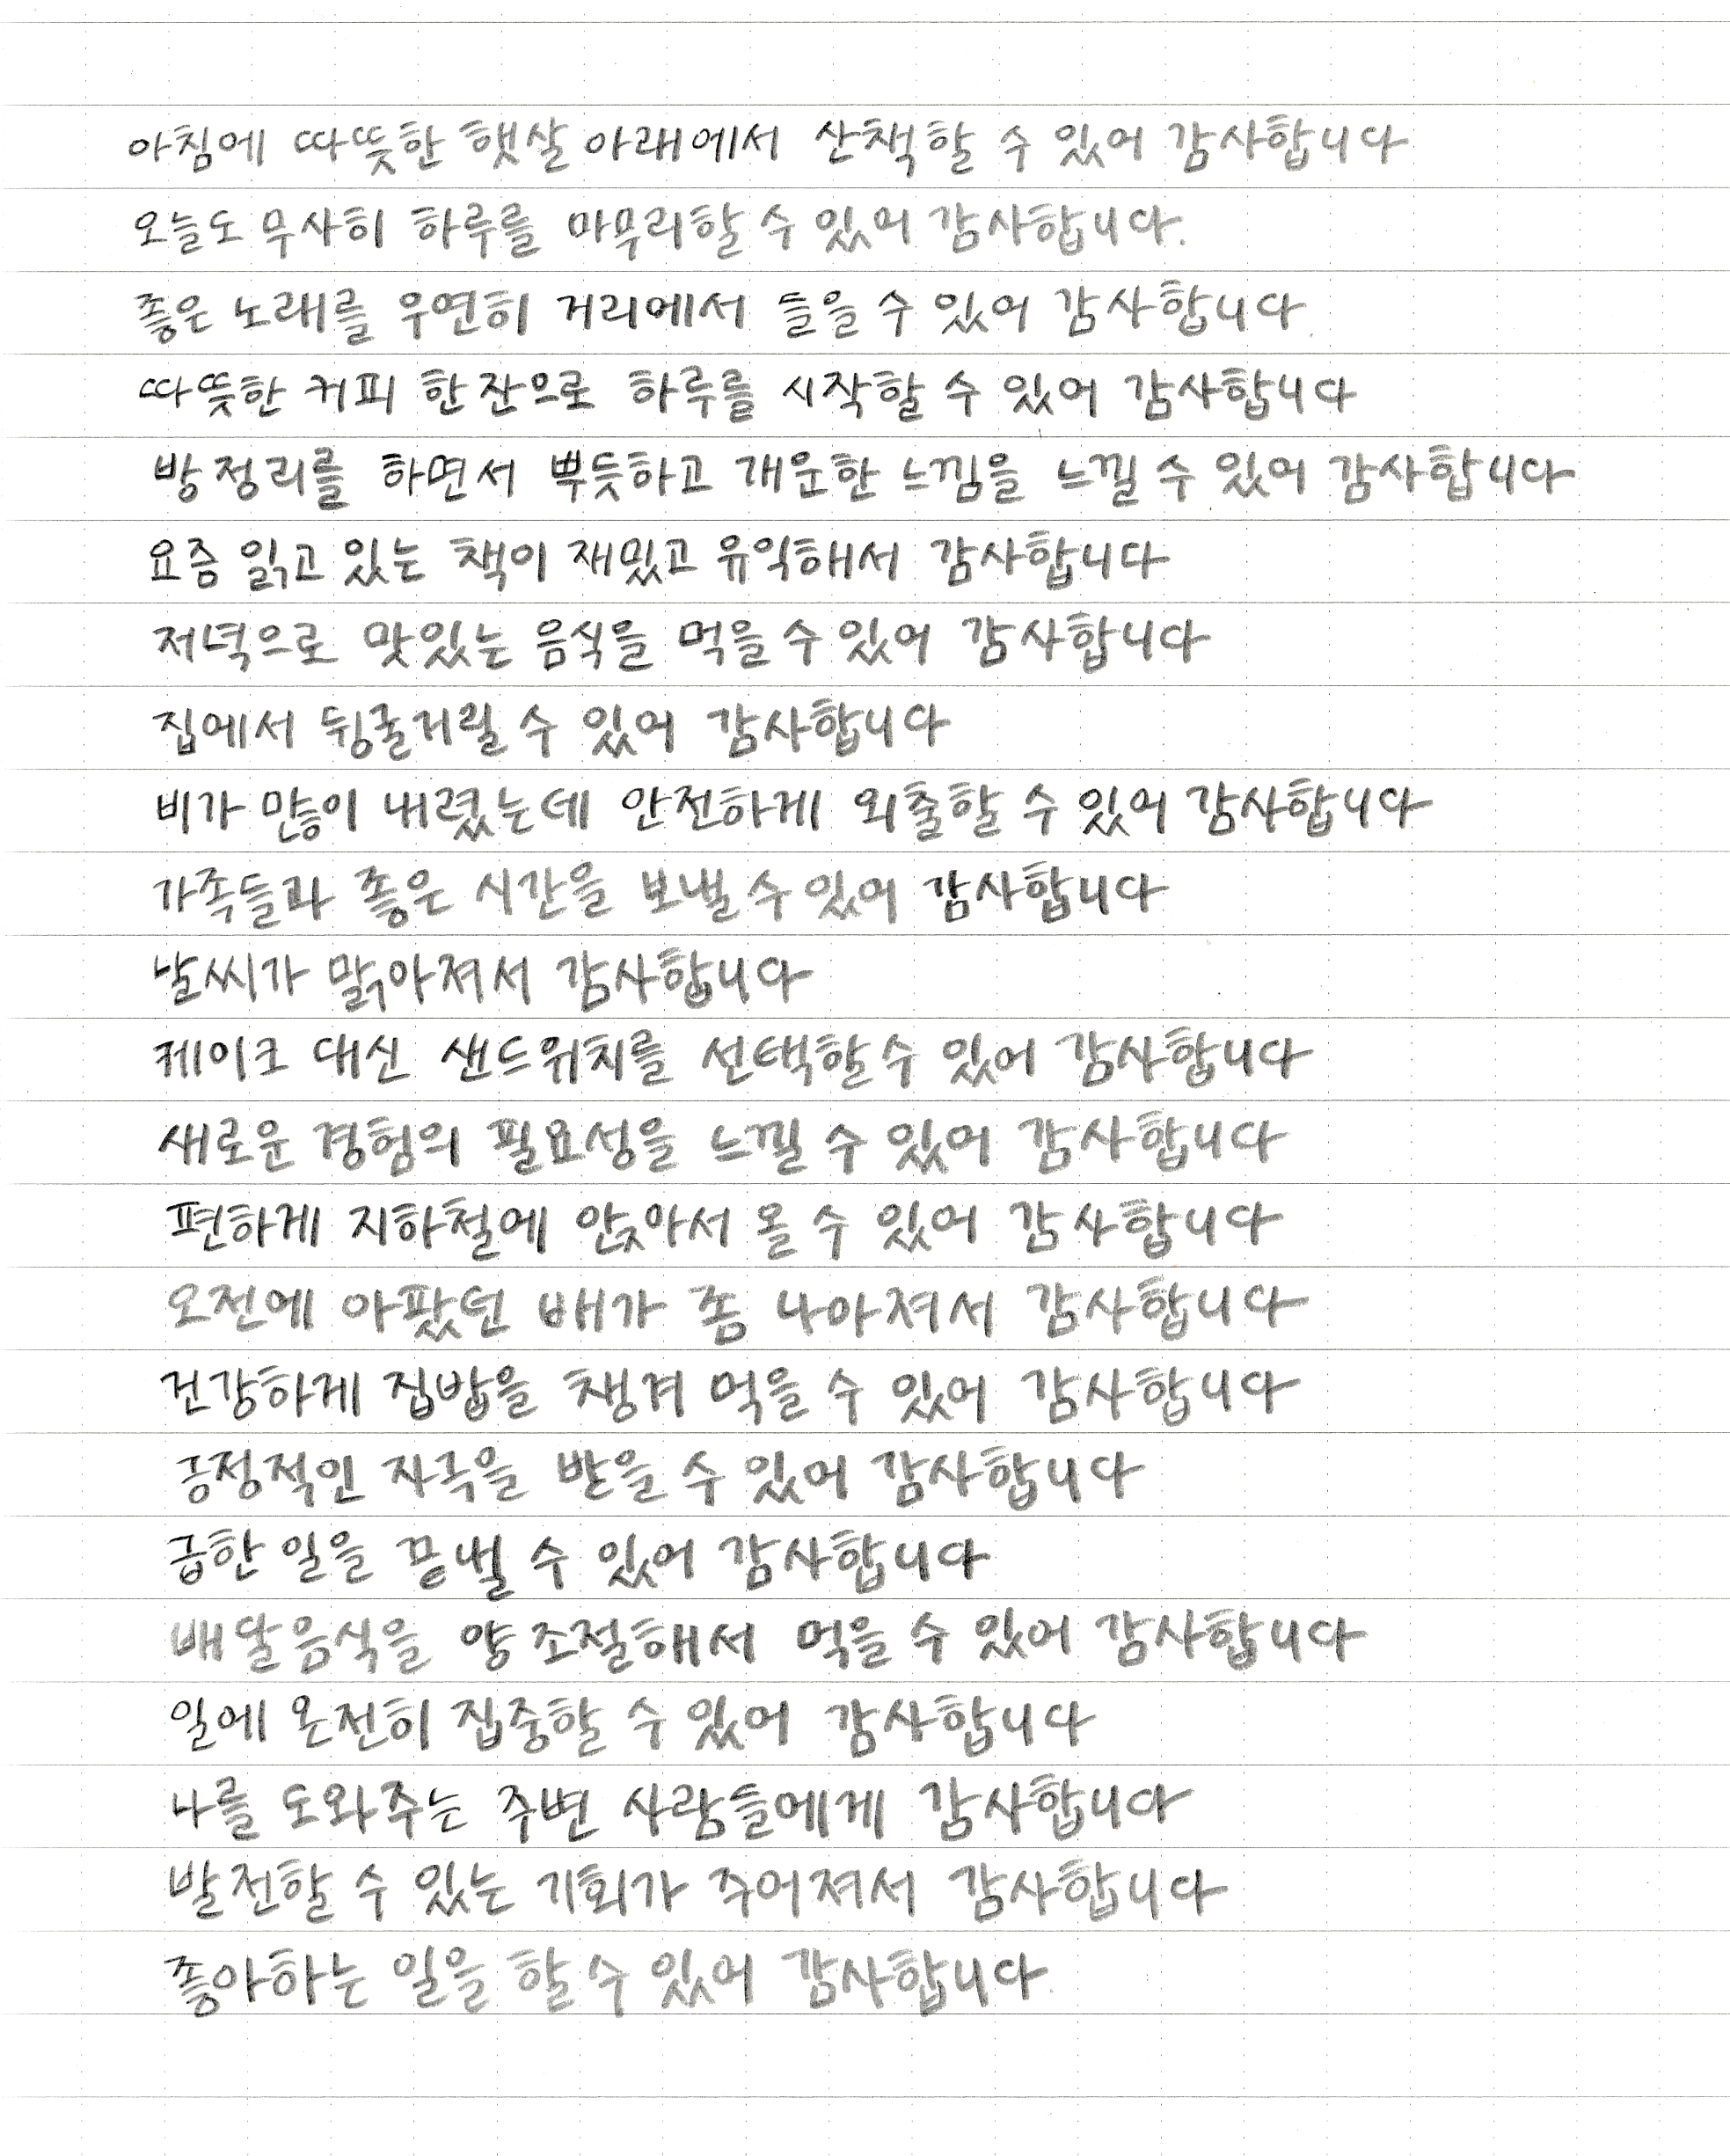 아침에 따뜻한 햇살 아래에서 산책할 수 있어 감사합니다
오늘도 무사히 하루를 마무리할 수 있어 감사합니다.
좋은 노래를 우연히 거리에서 들을 수 있어 감사합니다
따뜻한 커피 한 잔으로 하루를 시작할 수 있어 감사합니다
방 정리를 하면서 뿌듯하고 개운한 느낌을 느낄 수 있어 감사합니다
요즘 읽고 있는 책이 재밌고 유익해서 감사합니다
저녁으로 맛있는 음식을 먹을 수 있어 감사합니다
집에서 뒹굴거릴 수 있어 감사합니다
비가 많이 내렸는데 안전하게 외출할 수 있어 감사합니다
가족들과 좋은 시간을 보낼 수 있어 감사합니다
날씨가 맑아져서 감사합니다
케이크 대신 샌드위치를 선택할 수 있어 감사합니다
새로운 경험의 필요성을 느낄 수 있어 감사합니다
편하게 지하철에 앉아서 올 수 있어 감사합니다
오전에 아팠던 배가 좀 나아져서 감사합니다
건강하게 집밥을 챙겨 먹을 수 있어 감사합니다
긍정적인 자극을 받을 수 있어 감사합니다
급한 일을 끝낼 수 있어 감사합니다
배달음식을 양 조절해서 먹을 수 있어 감사합니다
일에 온전히 집중할 수 있어 감사합니다
나를 도와주는 주변 사람들에게 감사합니다
발전할 수 있는 기회가 주어져서 감사합니다
좋아하는 일을 할 수 있어 감사합니다.